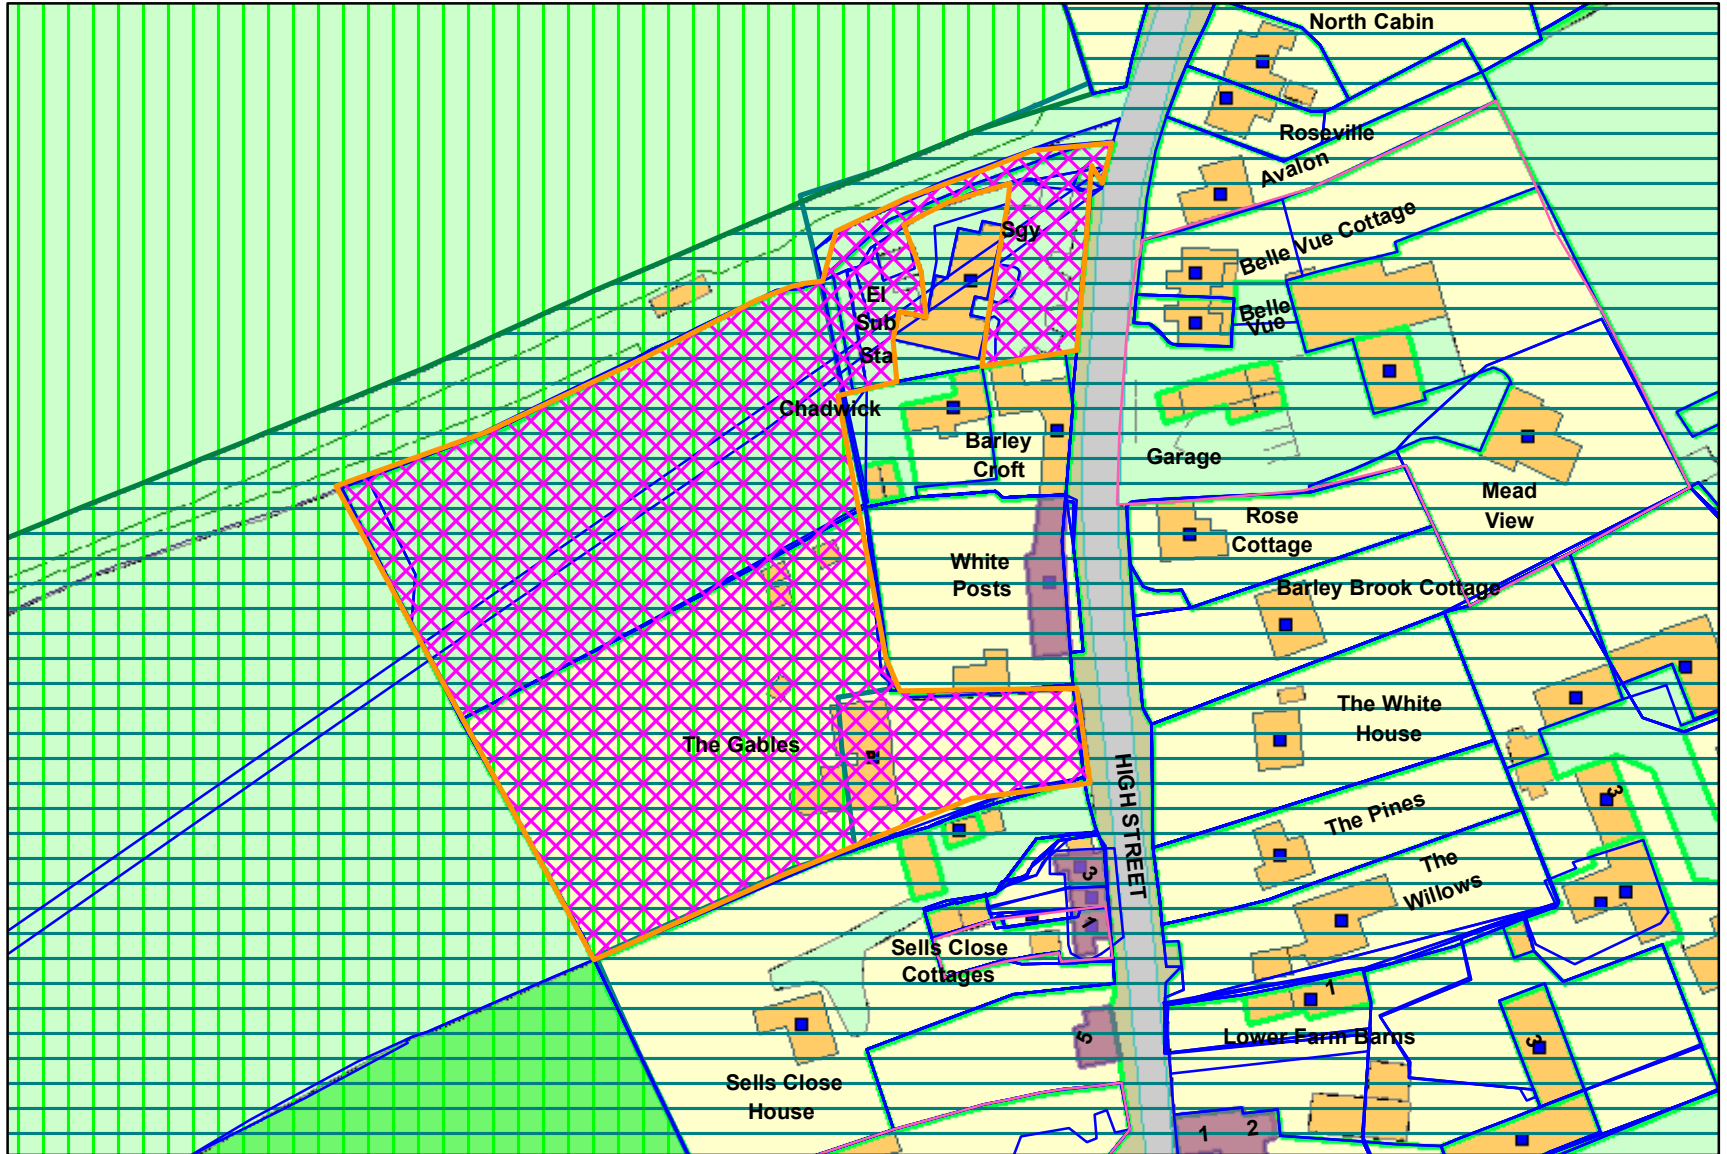 North Cabin
Roseville
Avalon
Belle Vue Cottage
Sgy
El
Sub
Sta
Belle
Vue
Chadwick
Barley
Croft
Garage
Mead
View
Rose
Cottage
White
Posts
Barley Brook Cottage
The White
House
The Gables
HIGH STREET
The Pines
3
The
Willows
3
1
Sells Close
Cottages
1
5
Lower Farm Barns
3
Sells Close
House
1
2